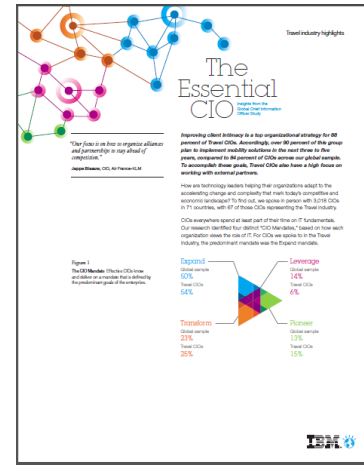 Travel industry highlights
The
Essential
CIO
Insights from the
Global Chief Information
Officer Study
"Our focus is on how to organize alliances
and partnerships to stay ahead of
competition."
CIO, Air France-KLM
Improving client intimacy is a top organizational strategy for 88
percent of Travel CIOs. Accordingly, over 90 percent of this group
plan to implement mobility solutions in the next three to five
years, compared to 84 percent of CIOs across our global sample.
To accomplish these goals, Travel CIOs also have a high focus on
working with external partners.
How are technology leaders helping their organizations adapt to the
accelerating change and complexity that mark today's competitive and
economic landscape? To find out, we spoke in person with 3,018 CIOs
in 71 countries, with 67 of those CIOs representing the Travel industry.
CIOs everywhere spend at least part of their time on IT fundamentals.
Our research identified four distinct "CIO Mandates," based on how each
organization views the role of IT. For CIOs we spoke to in the Travel
industry, the predominant mandate was the Expand mandate.
Figure 1
The CIO Mandate: Effective CIOs know
and deliver on a mandate that is defined by
the predominant goals of the enterprise.
Expand
Global sample
50%
Travel CIOs
54%
Leverage
Global sample
14%
Travel CIOs
6%
Transform
Global sample
23%
Travel CIOs
25%
Pioneer
Global sample
13%
Travel CIOs
15%
IBM